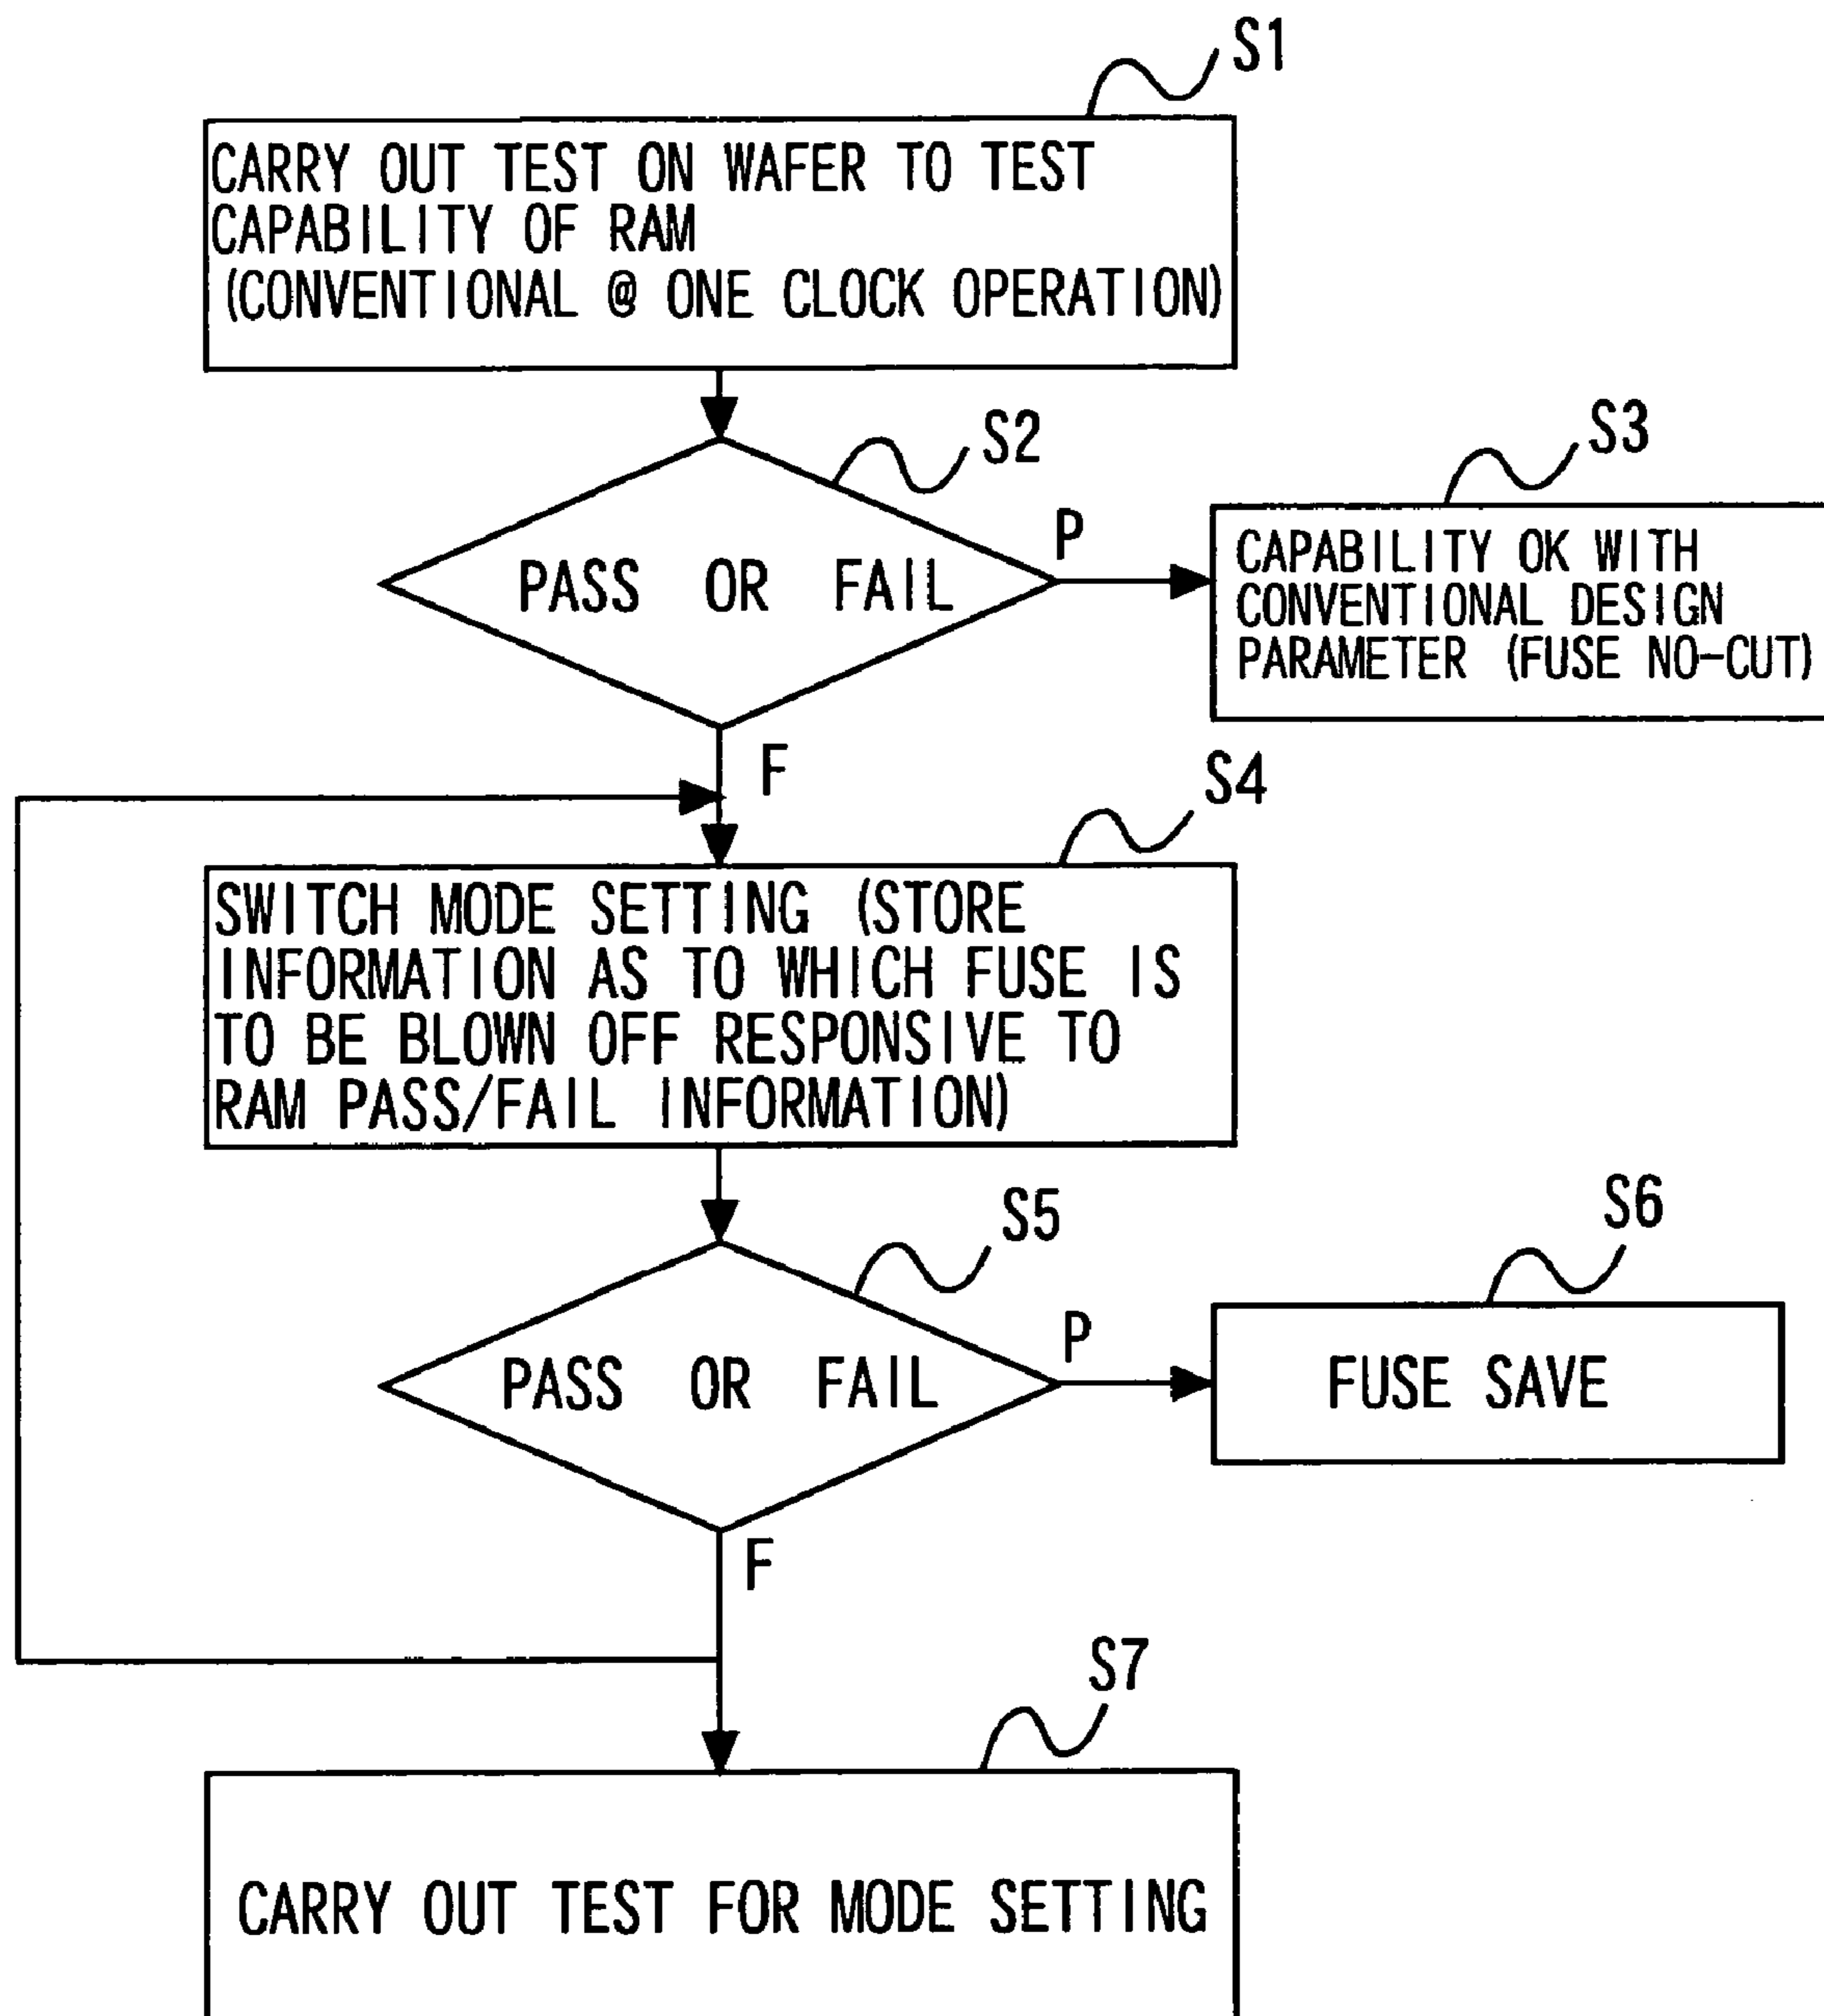 S1
CARRY OUT TEST ON WAFER TO TEST
CAPABILITY OF RAM
(CONVENTIONAL @ ONE CLOCK OPERATION)
S2
PASS OR FAIL
P
S3
CAPABILITY OK WITH
CONVENTIONAL DESIGN
PARAMETER (FUSE NO-CUT)
F
S4
SWITCH MODE SETTING (STORE
INFORMATION AS TO WHICH FUSE IS
TO BE BLOWN OFF RESPONSIVE TO
RAM PASS/FAIL INFORMATION)
S5
PASS OR FAIL
P
S6
FUSE SAVE
F
S7
CARRY OUT TEST FOR MODE SETTING